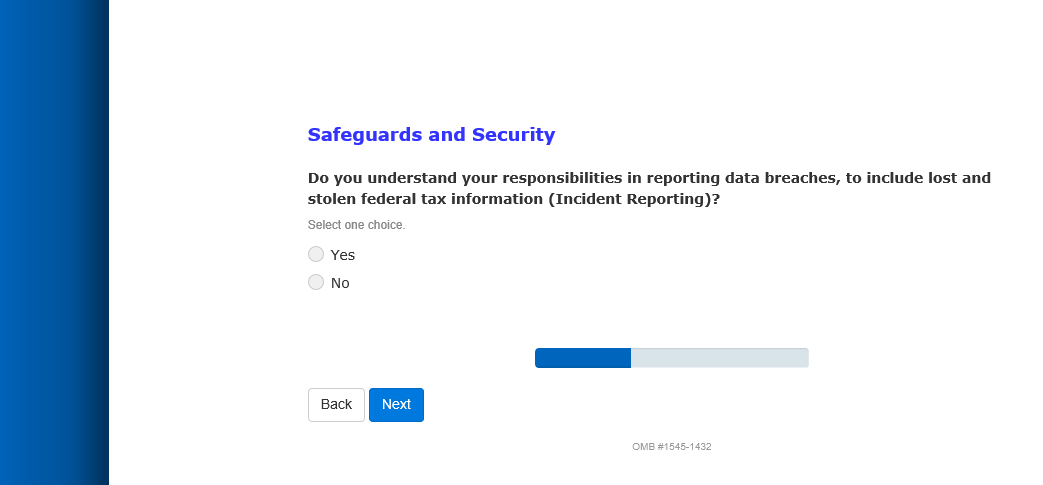 Safeguards and Security
Do you understand your responsibilities in reporting data breaches, to include lost and
stolen federal tax information (Incident Reporting)?
Select one choice.
Yes
No
Back Next
OMB #1545-1432